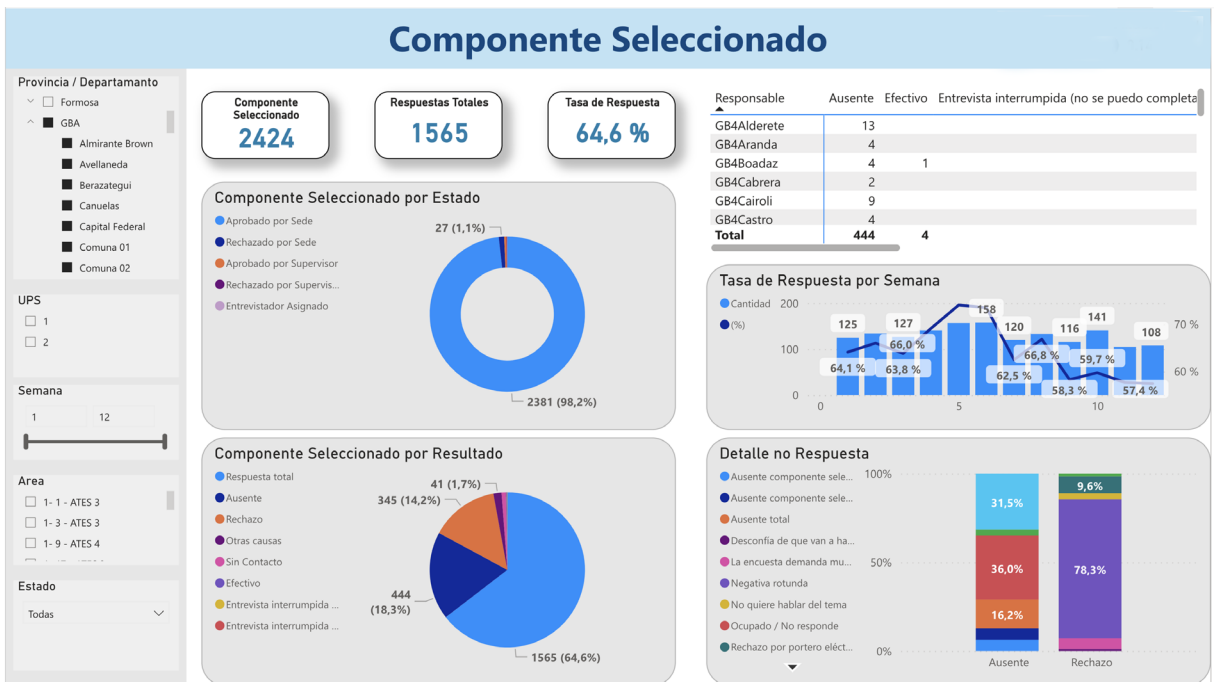 Componente Seleccionado
Provincia / Departamanto
Formosa
GBA
Almirante Brown
Avellaneda
Berazategui
Canuelas
Capital Federal
Comuna 01
Comuna 02
UPS
1
2
Semana
1 12
Area
1- 1 - ATES 3
1- 3 - ATES 3
1- 9 - ATES 4
Estado
Todas
Componente
Seleccionado
2424
Respuestas Totales
1565
Tasa de Respuesta
64,6 %
Responsable Ausente Efectivo Entrevista interrumpida (no se puedo completa
GB4Alderete 13
GB4Aranda 4
GB4Boadaz 4 1
GB4Cabrera 2
GB4Cairoli 9
GB4Castro 4
Total 444 4
Componente Seleccionado por Estado
Aprobado por Sede
Rechazado por Sede
Aprobado por Supervisor
Rechazado por Supervis...
Entrevistador Asignado
27 (1,1%)
2381 (98,2%)
Tasa de Respuesta por Semana
Cantidad
(%)
200
100
0
0 5 10
70 %
60 %
125
127
158
120
116
141
108
64,1 %
66,0 %
63,8 %
62,5 %
66,8 %
58,3 %
59,7 %
57,4 %
Componente Seleccionado por Resultado
Respuesta total
Ausente
Rechazo
Otras causas
Sin Contacto
Efectivo
Entrevista interrumpida ...
Entrevista interrumpida ...
41 (1,7%)
345 (14,2%)
444
(18,3%)
1565 (64,6%)
Detalle no Respuesta
Ausente componente sele...
Ausente componente sele...
Ausente total
Desconfía de que van a ha...
La encuesta demanda mu...
Negativa rotunda
No quiere hablar del tema
Ocupado / No responde
Rechazo por portero eléct...
100%
50%
0%
31,5%
36,0%
16,2%
9,6%
78,3%
Ausente Rechazo